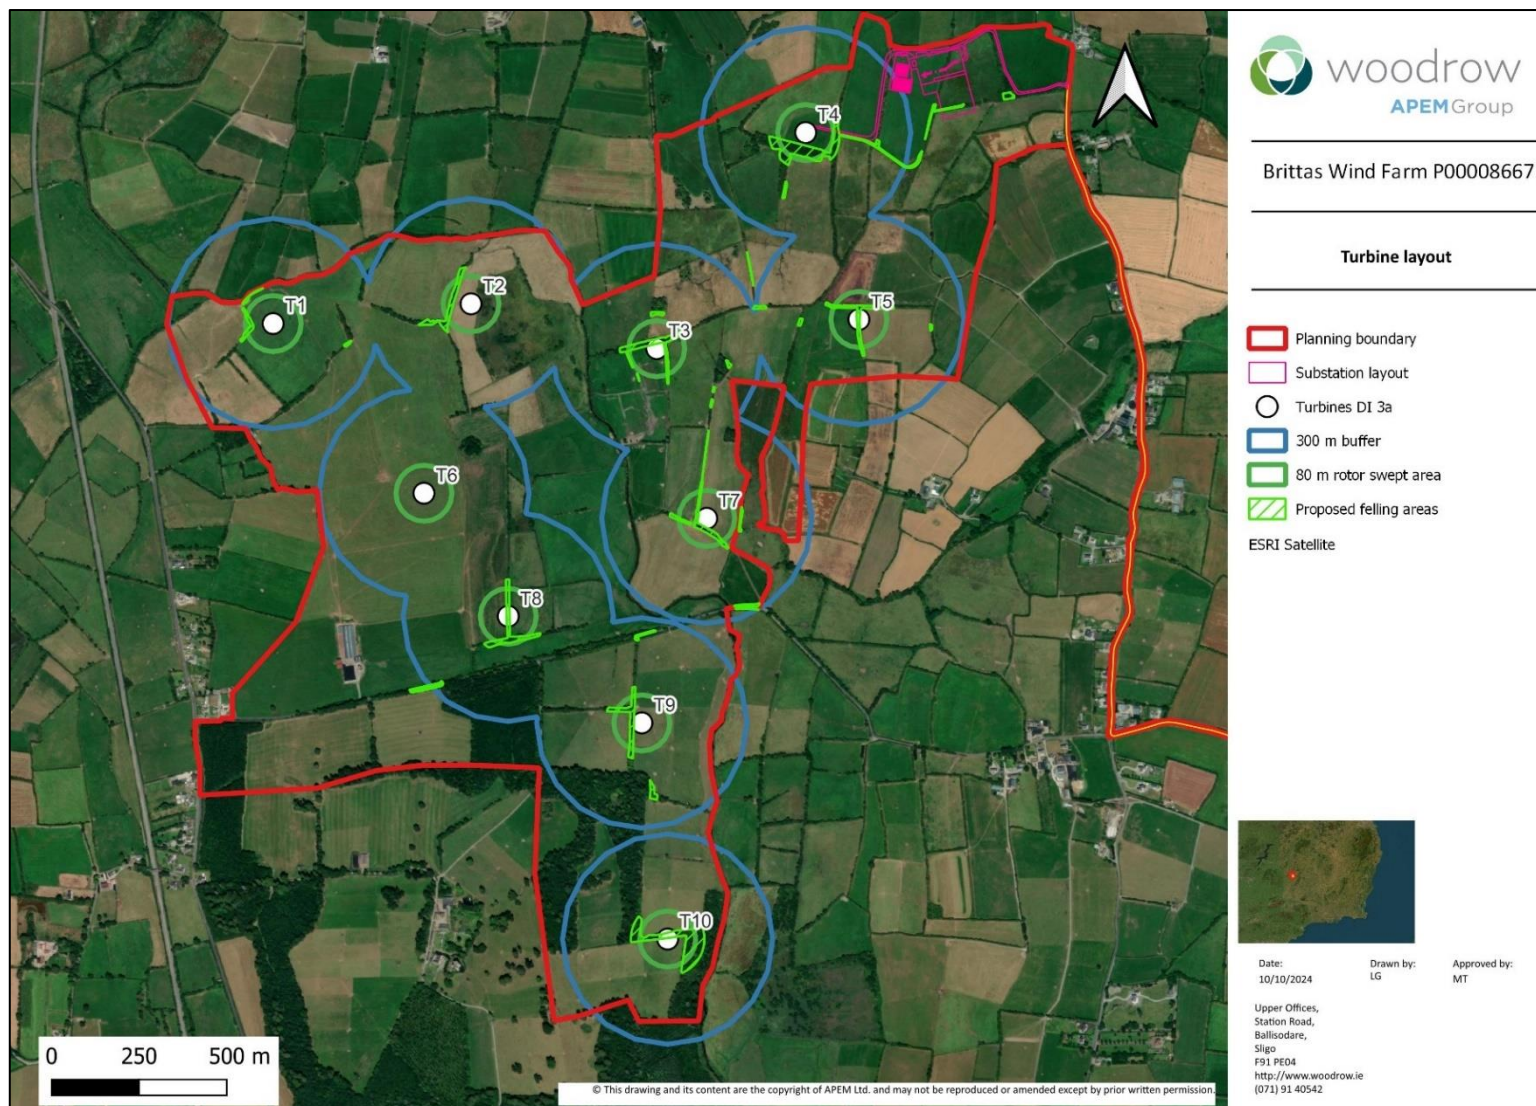 T4
T2
T1
T5
T3
T6
T7
T8
T9
T10
0 250 500 m
© This drawing and its content are the copyright of APEM Ltd. and may not be reproduced or amended except by prior written permission.
woodrow
APEMGroup
Brittas Wind Farm P00008667
Turbine layout
Planning boundary
Substation layout
Turbines DI 3a
300 m buffer
80 m rotor swept area
Proposed felling areas
ESRI Satellite
Date: Drawn by: Approved by:
10/10/2024 LG MT
Upper Offices,
Station Road,
Ballisodare,
Sligo
F91 PE04
http://www.woodrow.ie
(071) 91 40542